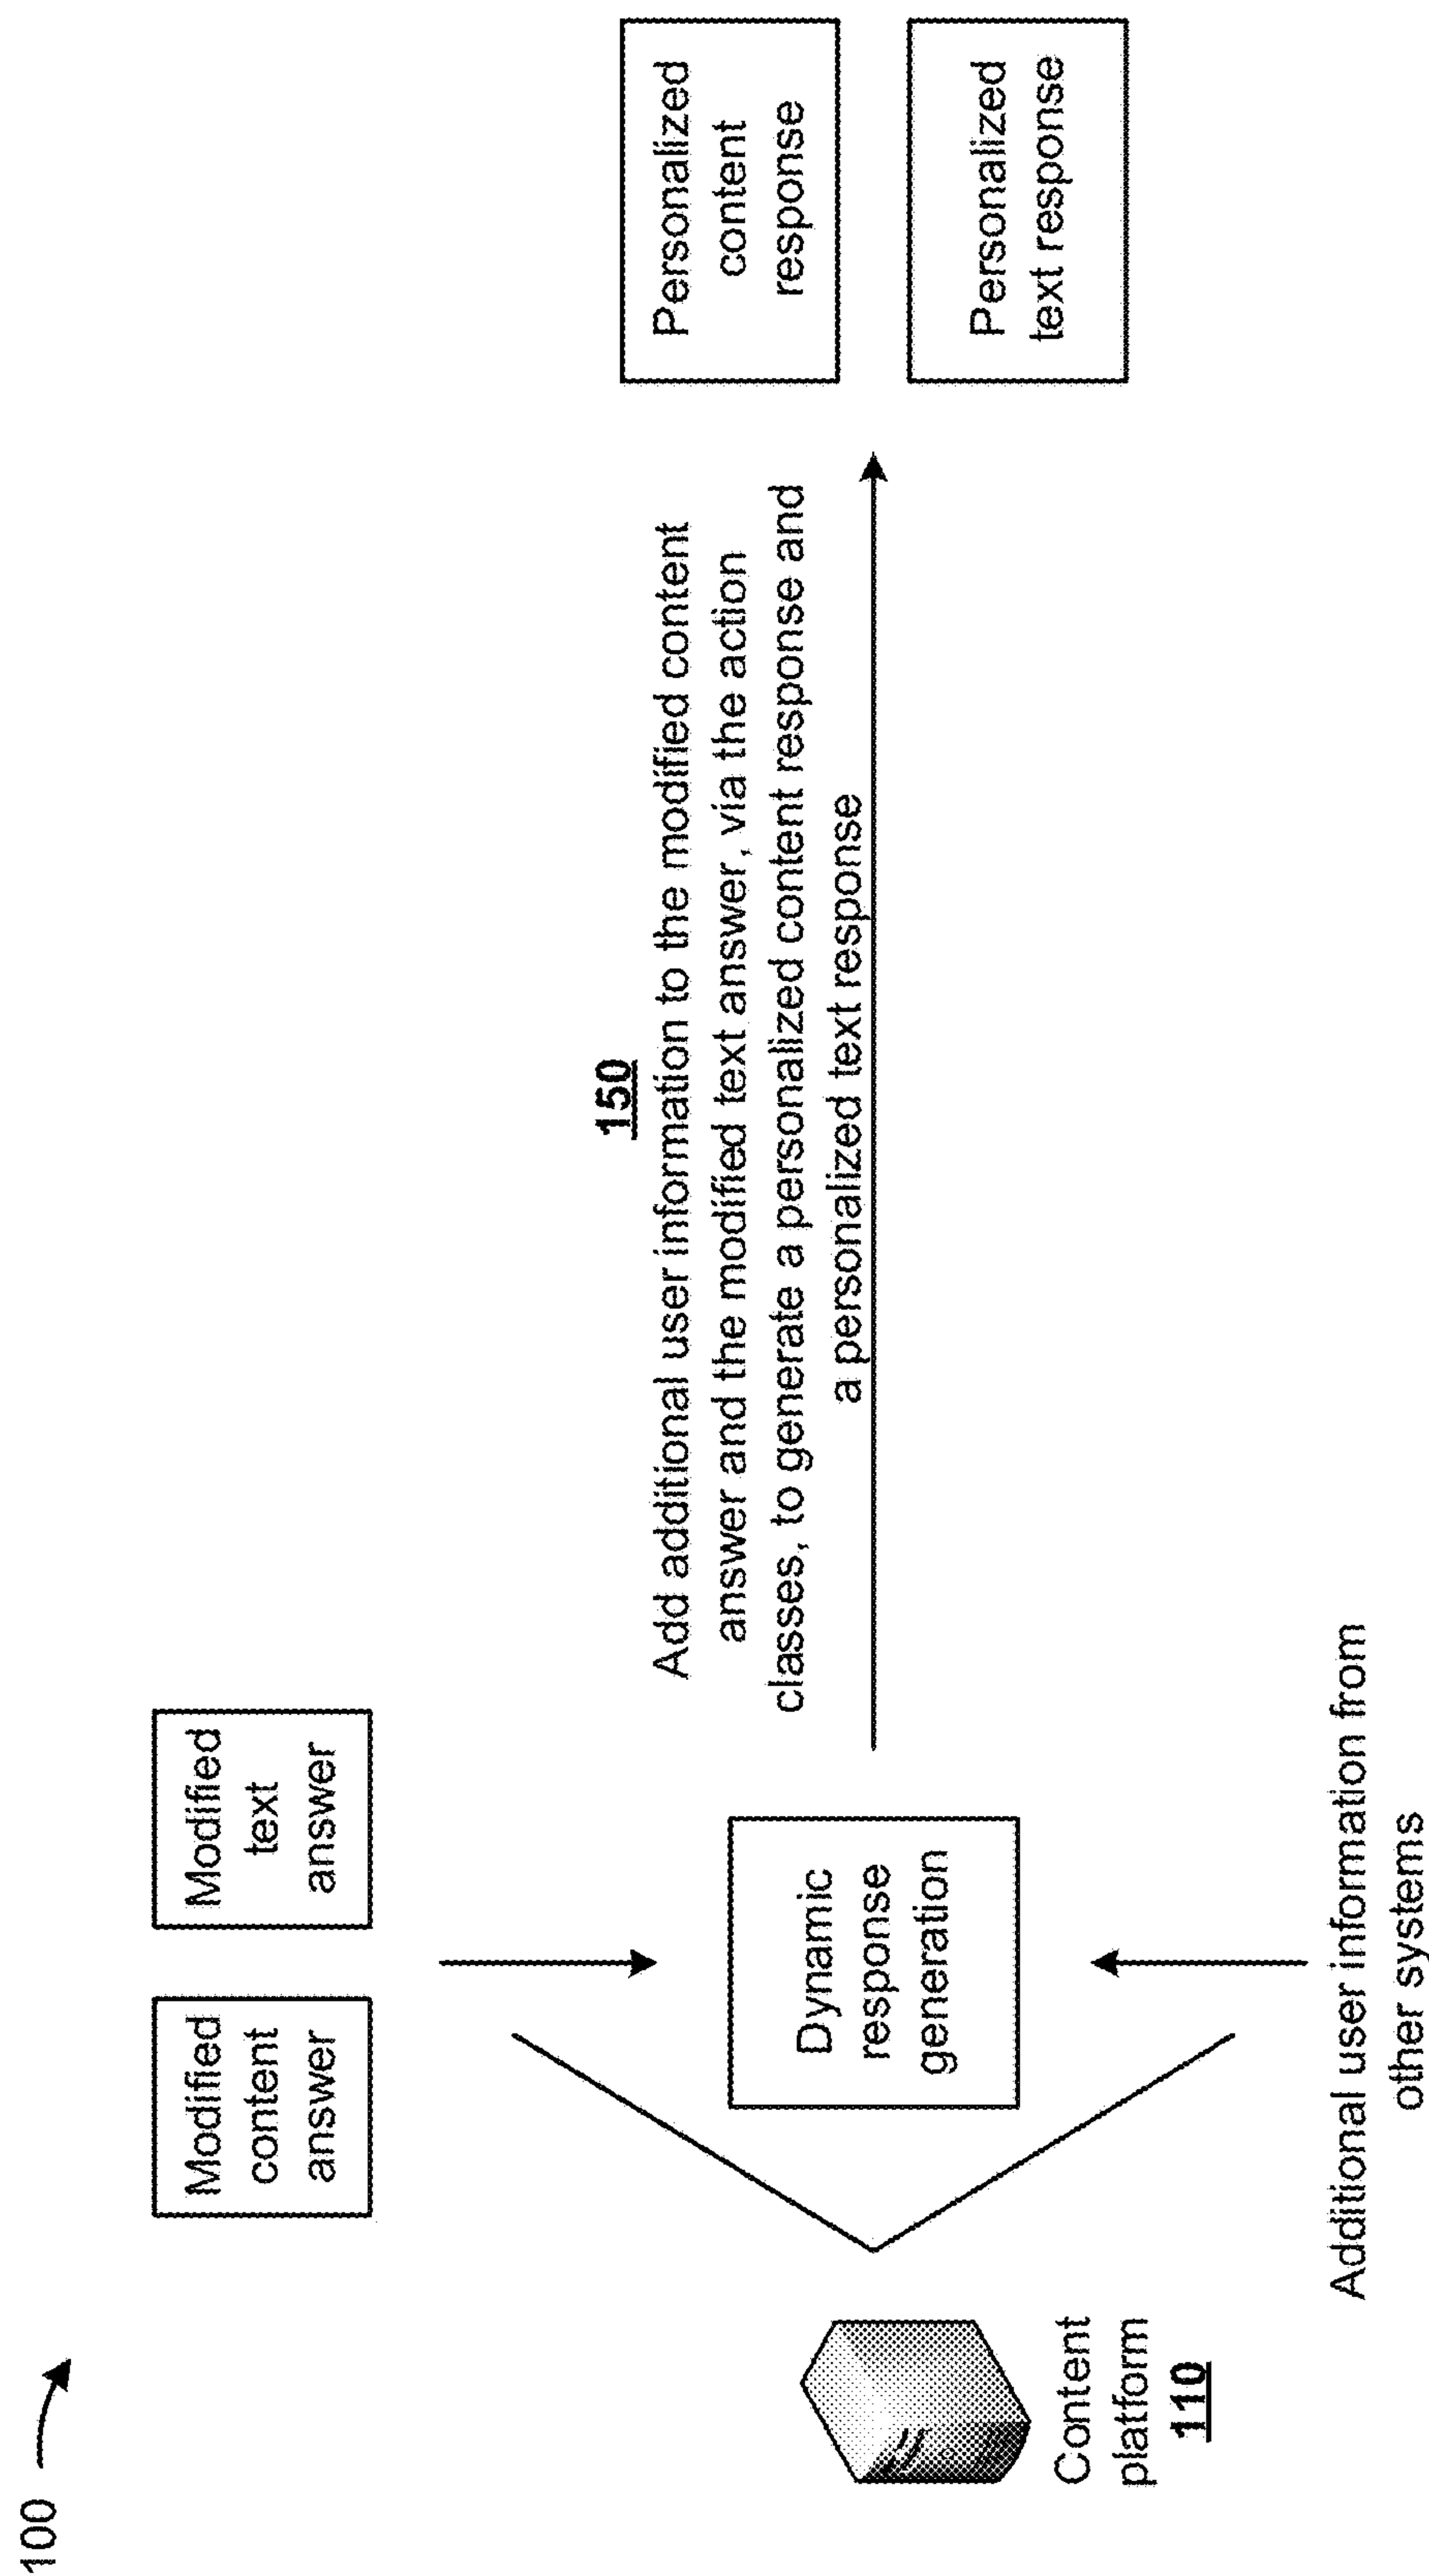 100
Modified
content
answer
Modified
text
answer
150
Add additional user information to the modified content
answer and the modified text answer, via the action
classes, to generate a personalized content response and
a personalized text response
Dynamic
response
generation
Personalized
content
response
Personalized
text response
Content
platform
110
Additional user information from
other systems